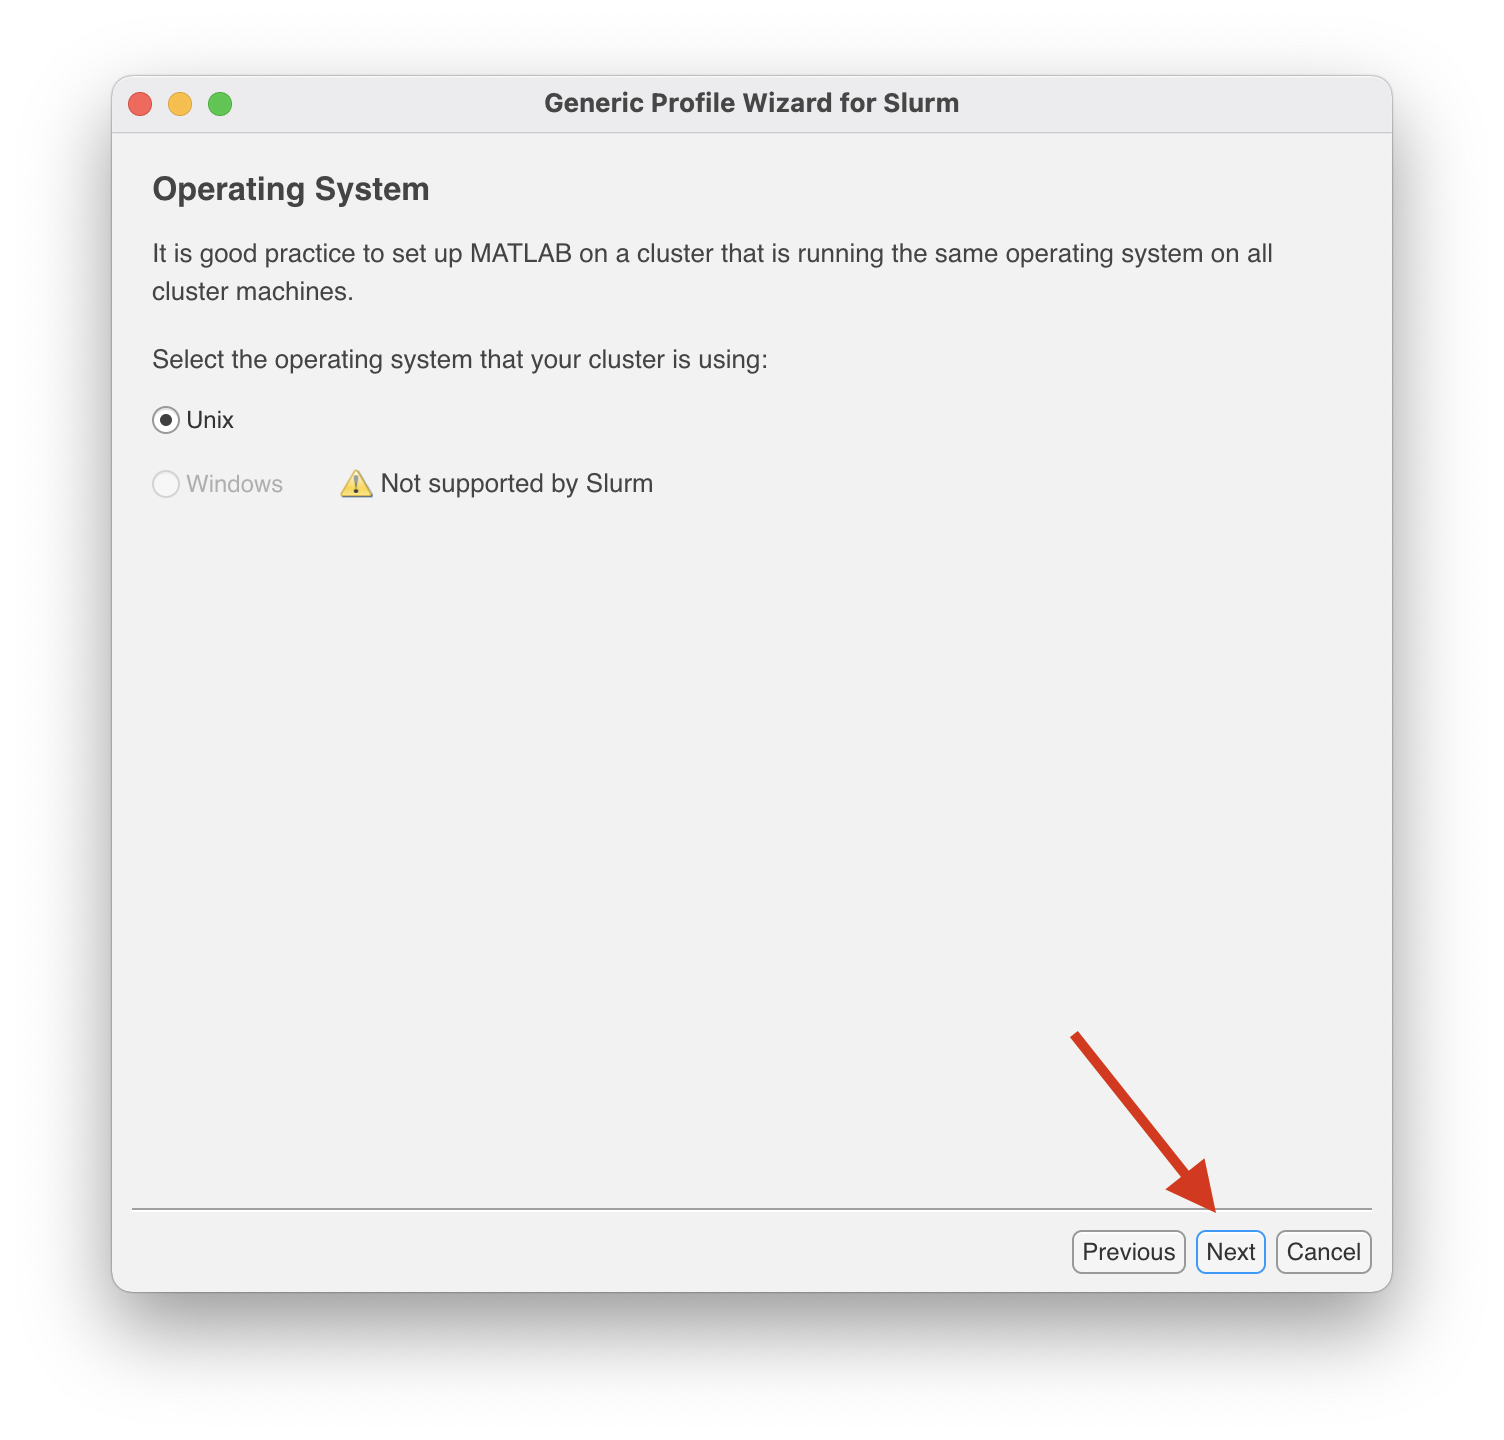 Generic Profile Wizard for Slurm
Operating System
It is good practice to set up MATLAB on a cluster that is running the same operating system on all
cluster machines.
Select the operating system that your cluster is using:
Unix
Windows Not supported by Slurm
Previous Next Cancel